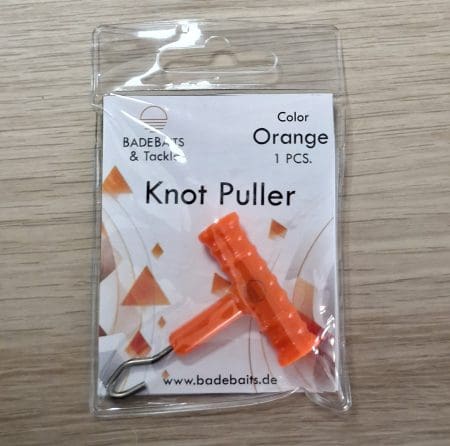 BADEBAITS
& Tackle
Color
Orange
1 PCS.
Knot Puller
www.badebaits.de